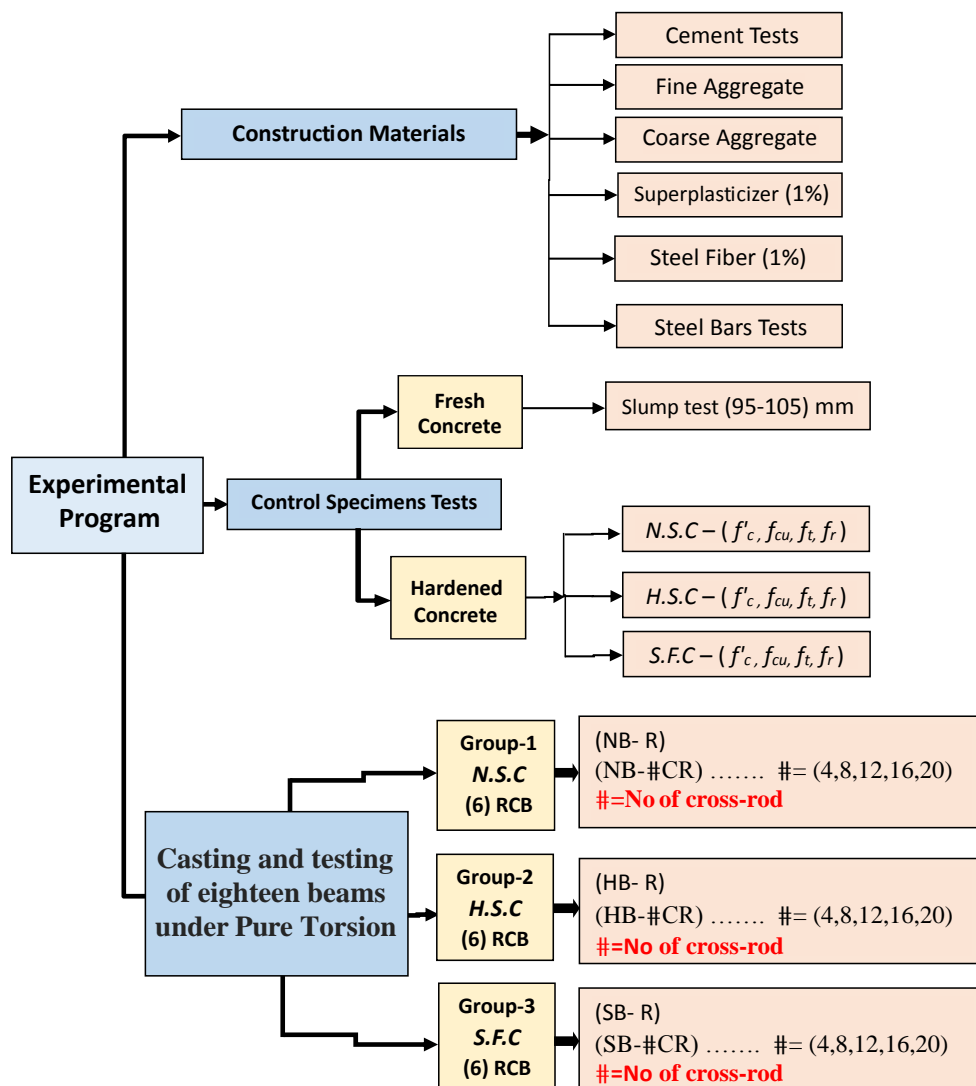 Cement Tests
Fine Aggregate
Construction Materials
Coarse Aggregate
Superplasticizer (1%)
Steel Fiber (1%)
Steel Bars Tests
Fresh
Concrete
Slump test (95-105) mm
Experimental
Program
Control Specimens Tests
Hardened
Concrete
N.S.C – ( f'c , fcu, ft, fr )
H.S.C – ( f'c , fcu, ft, fr )
S.F.C – ( f'c , fcu, ft, fr )
Casting and testing
of eighteen beams
under Pure Torsion
Group-1
N.S.C
(6) RCB
(NB- R)
(NB-#CR) ……. #= (4,8,12,16,20)
#=No of cross-rod
Group-2
H.S.C
(6) RCB
(HB- R)
(HB-#CR) ……. #= (4,8,12,16,20)
#=No of cross-rod
Group-3
S.F.C
(6) RCB
(SB- R)
(SB-#CR) ……. #= (4,8,12,16,20)
#=No of cross-rod